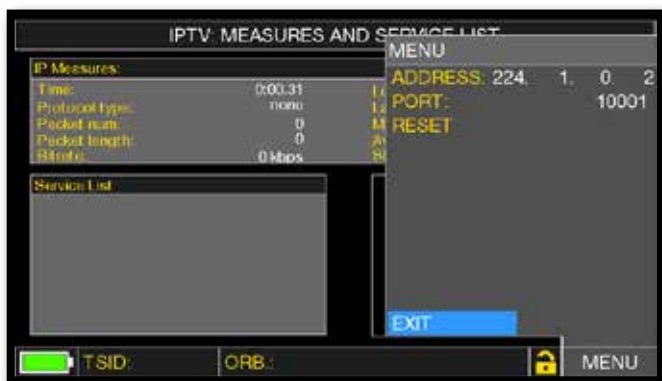 IPTV: MEASURES AND SERVICE LIST
IP Measures:
Time: 0:00.31
Protocol type: none
Packet num: 0
Packet length: 0
Bitrate: 0 kbps
Service List
MENU
ADDRESS: 224. 1. 0. 2
PORT: 10001
RESET
EXIT
TSID:
ORB.:
MENU